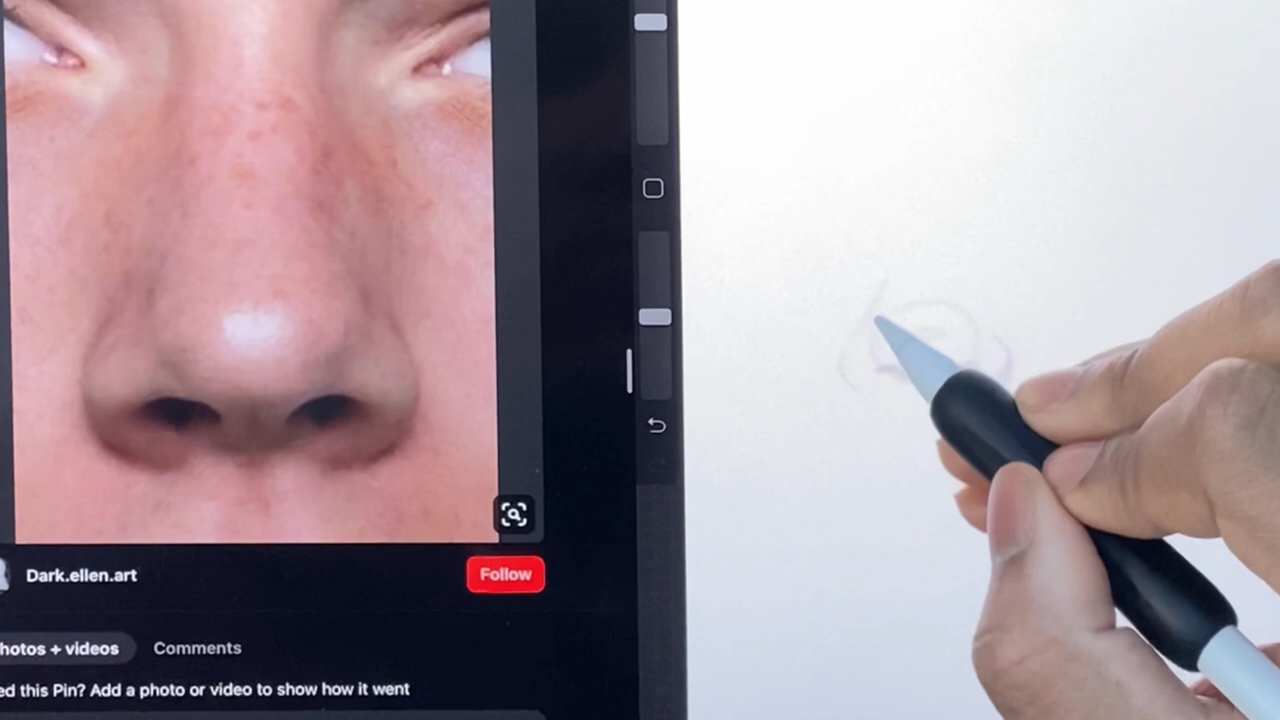 Dark.ellen.art
Follow
hotos + videos
Comments
ed this Pin? Add a photo or video to show how it went